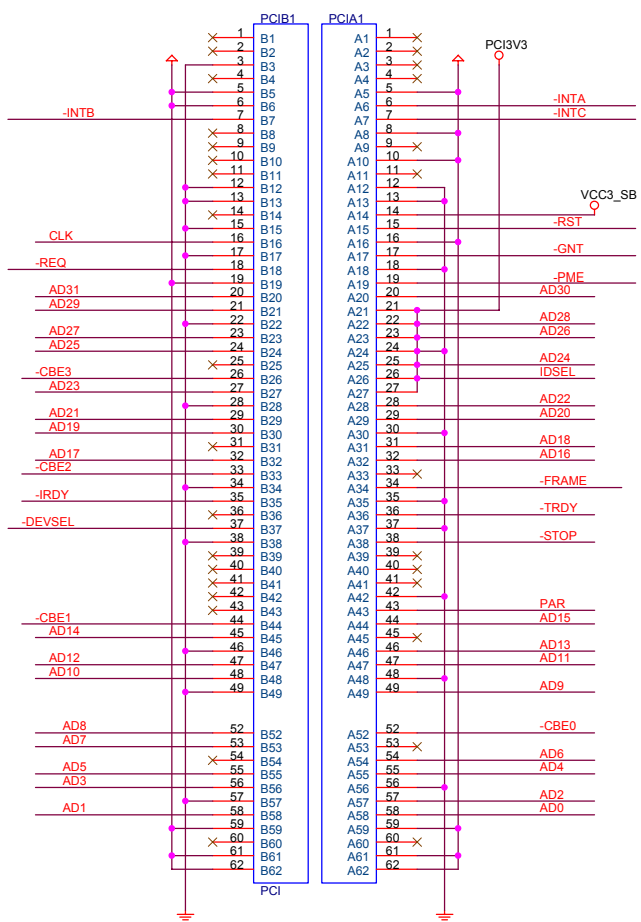 PCIB1 PCIA1
PCI3V3
1 B1 A1 1
2 B2 A2 2
3 B3 A3 3
4 B4 A4 4
5 B5 A5 5
6 B6 A6 6 -INTA
-INTB 7 B7 A7 7 -INTC
8 B8 A8 8
9 B9 A9 9
10 B10 A10 10
11 B11 A11 11
12 B12 A12 12
13 B13 A13 13
VCC3_SB
14 B14 A14 14
15 B15 A15 15 -RST
CLK 16 B16 A16 16
17 B17 A17 17 -GNT
-REQ 18 B18 A18 18
19 B19 A19 19 -PME
AD31 20 B20 A20 20 AD30
AD29 21 B21 A21 21
22 B22 A22 22 AD28
AD27 23 B23 A23 23 AD26
AD25 24 B24 A24 24
25 B25 A25 25 AD24
-CBE3 26 B26 A26 26 IDSEL
AD23 27 B27 A27 27
28 B28 A28 28 AD22
AD21 29 B29 A29 29 AD20
AD19 30 B30 A30 30
31 B31 A31 31 AD18
AD17 32 B32 A32 32 AD16
-CBE2 33 B33 A33 33
34 B34 A34 34 -FRAME
-IRDY 35 B35 A35 35
36 B36 A36 36 -TRDY
-DEVSEL 37 B37 A37 37
38 B38 A38 38 -STOP
39 B39 A39 39
40 B40 A40 40
41 B41 A41 41
42 B42 A42 42
43 B43 A43 43 PAR
-CBE1 44 B44 A44 44 AD15
AD14 45 B45 A45 45
46 B46 A46 46 AD13
AD12 47 B47 A47 47 AD11
AD10 48 B48 A48 48
49 B49 A49 49 AD9
AD8 52 B52 A52 52 -CBE0
AD7 53 B53 A53 53
54 B54 A54 54 AD6
AD5 55 B55 A55 55 AD4
AD3 56 B56 A56 56
57 B57 A57 57 AD2
AD1 58 B58 A58 58 AD0
59 B59 A59 59
60 B60 A60 60
61 B61 A61 61
62 B62 A62 62
PCI